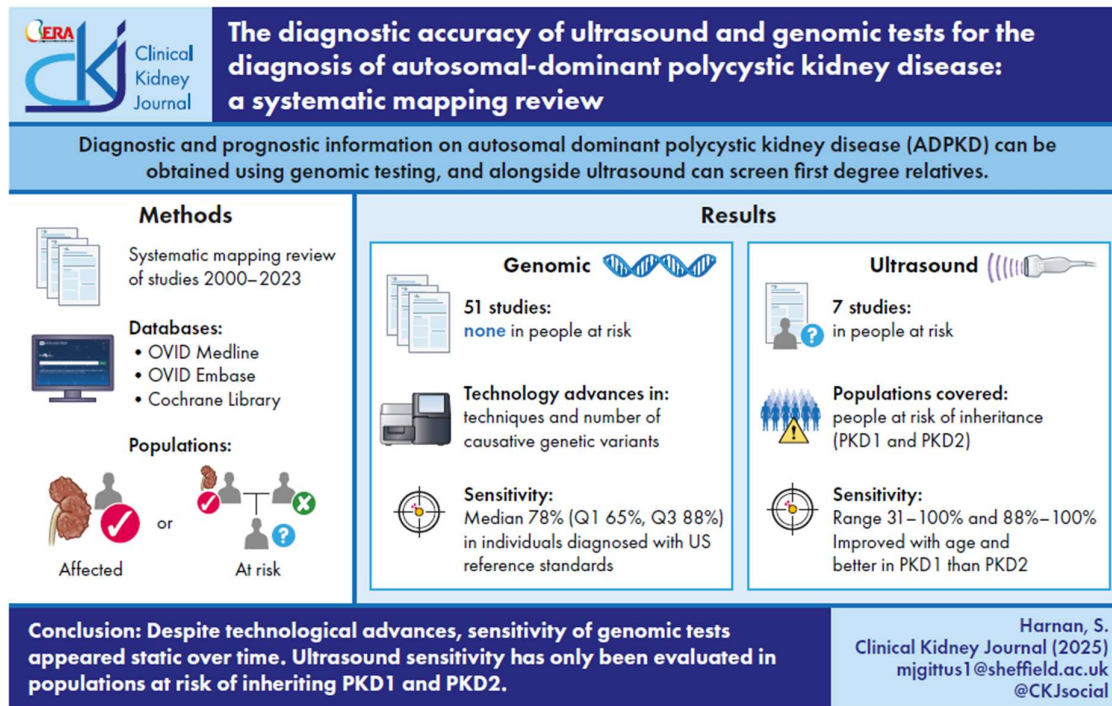 ERA
ckj
Clinical
Kidney
Journal
The diagnostic accuracy of ultrasound and genomic tests for the
diagnosis of autosomal-dominant polycystic kidney disease:
a systematic mapping review
Diagnostic and prognostic information on autosomal dominant polycystic kidney disease (ADPKD) can be
obtained using genomic testing, and alongside ultrasound can screen first degree relatives.
Methods
Systematic mapping review
of studies 2000–2023
Databases:
• OVID Medline
• OVID Embase
• Cochrane Library
Populations:
or
?
Affected
At risk
Results
Genomic
51 studies:
none in people at risk
Technology advances in:
techniques and number of
causative genetic variants
Sensitivity:
Median 78% (Q1 65%, Q3 88%)
in individuals diagnosed with US
reference standards
Ultrasound
?
7 studies:
in people at risk
!
Populations covered:
people at risk of inheritance
(PKD1 and PKD2)
Sensitivity:
Range 31–100% and 88%–100%
Improved with age and
better in PKD1 than PKD2
Conclusion: Despite technological advances, sensitivity of genomic tests
appeared static over time. Ultrasound sensitivity has only been evaluated in
populations at risk of inheriting PKD1 and PKD2.
Harnan, S.
Clinical Kidney Journal (2025)
mjgittus1@sheffield.ac.uk
@CKJsocial